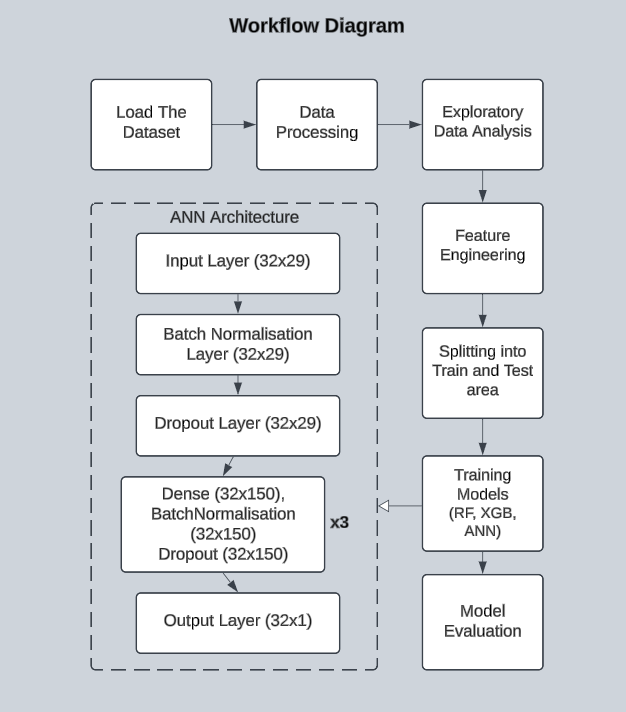 Workflow Diagram
Load The
Dataset
Data
Processing
Exploratory
Data Analysis
Feature
Engineering
Splitting into
Train and Test
area
Training
Models
(RF, XGB,
ANN)
Model
Evaluation
ANN Architecture
Input Layer (32x29)
Batch Normalisation
Layer (32x29)
Dropout Layer (32x29)
Dense (32x150),
BatchNormalisation
(32x150)
Dropout (32x150)
x3
Output Layer (32x1)